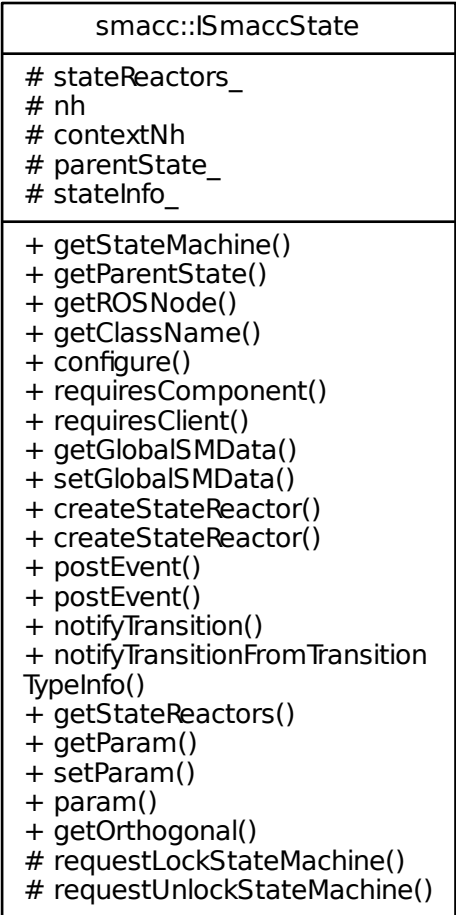 smacc::ISmaccState
# stateReactors_
# nh
# contextNh
# parentState_
# stateInfo_
+ getStateMachine()
+ getParentState()
+ getROSNode()
+ getClassName()
+ configure()
+ requiresComponent()
+ requiresClient()
+ getGlobalSMData()
+ setGlobalSMData()
+ createStateReactor()
+ createStateReactor()
+ postEvent()
+ postEvent()
+ notifyTransition()
+ notifyTransitionFromTransition
TypeInfo()
+ getStateReactors()
+ getParam()
+ setParam()
+ param()
+ getOrthogonal()
# requestLockStateMachine()
# requestUnlockStateMachine()